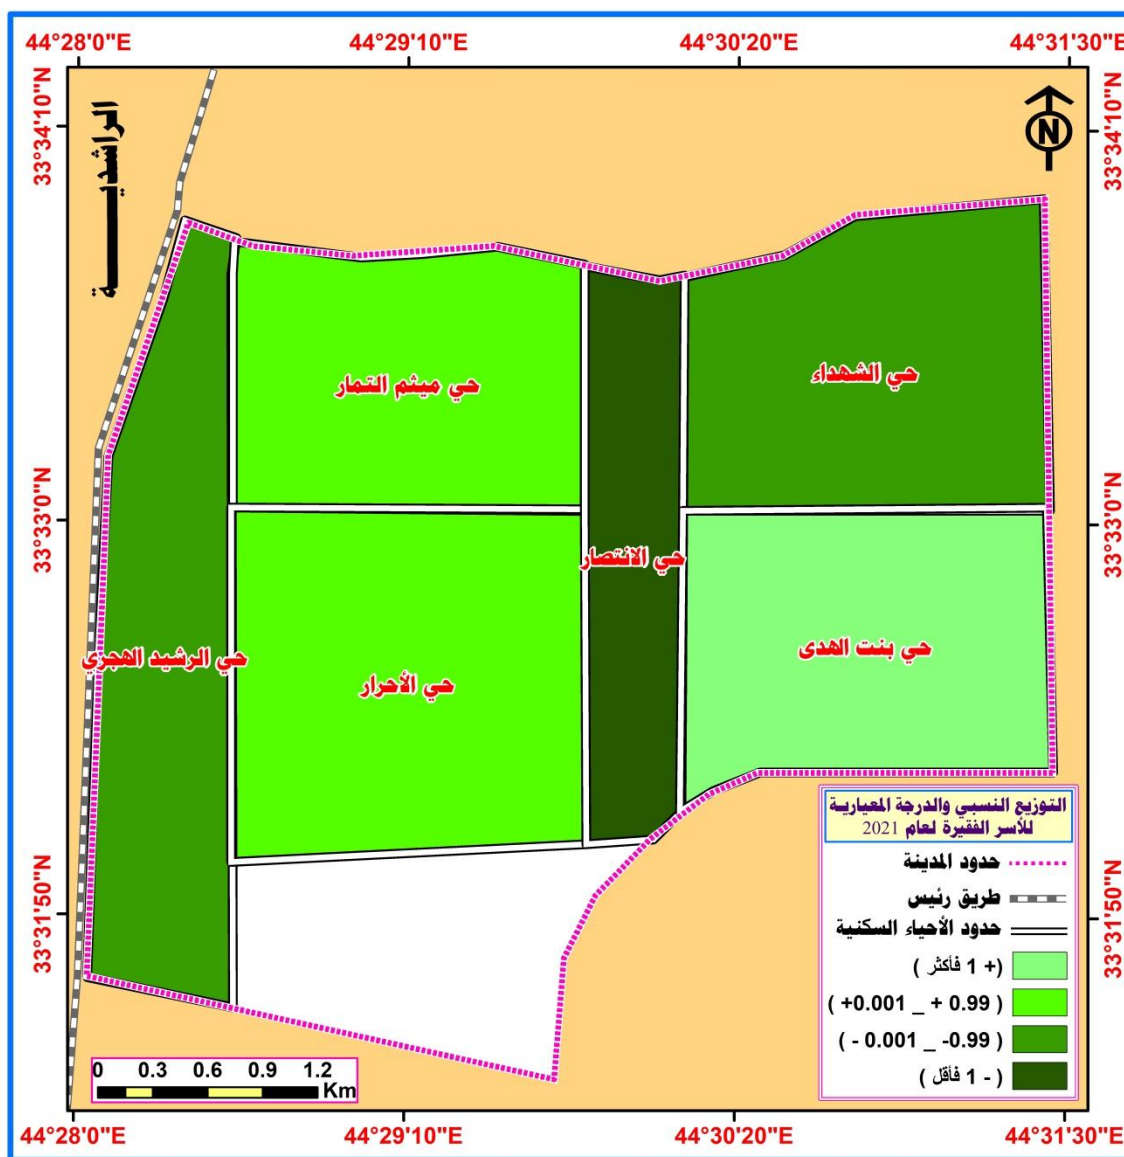 44°28'0"E 44°29'10"E 44°30'20"E 44°31'30"E
33°34'10"N
33°34'10"N
الراشديـــــــة
N
حي الشهداء
حي ميثم التمار
33°33'0"N
33°33'0"N
حي الانتصار
حي بنت الهدى
حي الرشيد الهجري
حي الأحرار
التوزيع النسبي والدرجة المعيارية
للأسر الفقيرة لعام 2021
حدود المدينة
طريق رئيس
حدود الأحياء السكنية
(+ 1 فأكثر )
( +0.001 _ + 0.99 )
( - 0.001 _ -0.99 )
( - 1 فأقل )
33°31'50"N
33°31'50"N
0 0.3 0.6 0.9 1.2
Km
44°28'0"E 44°29'10"E 44°30'20"E 44°31'30"E